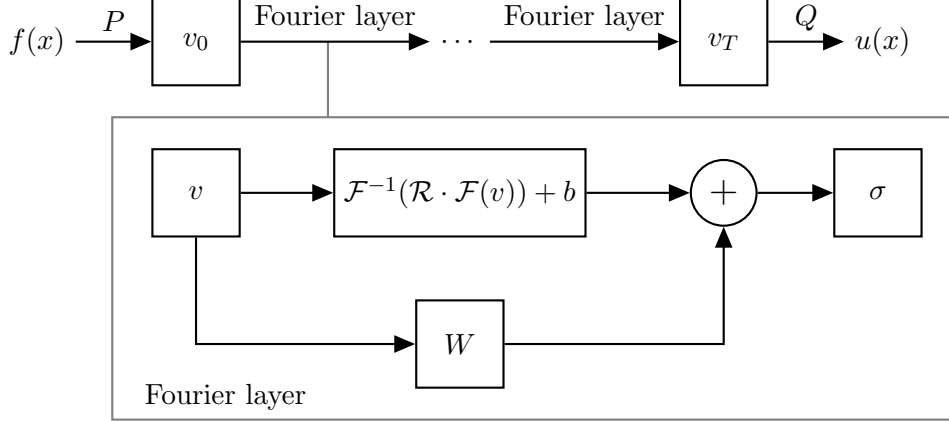 P Fourier layer Fourier layer Q
f(x) v₀ ⋯ v_T u(x)
v 𝓕⁻¹(𝓡 · 𝓕(v)) + b + σ
W
Fourier layer